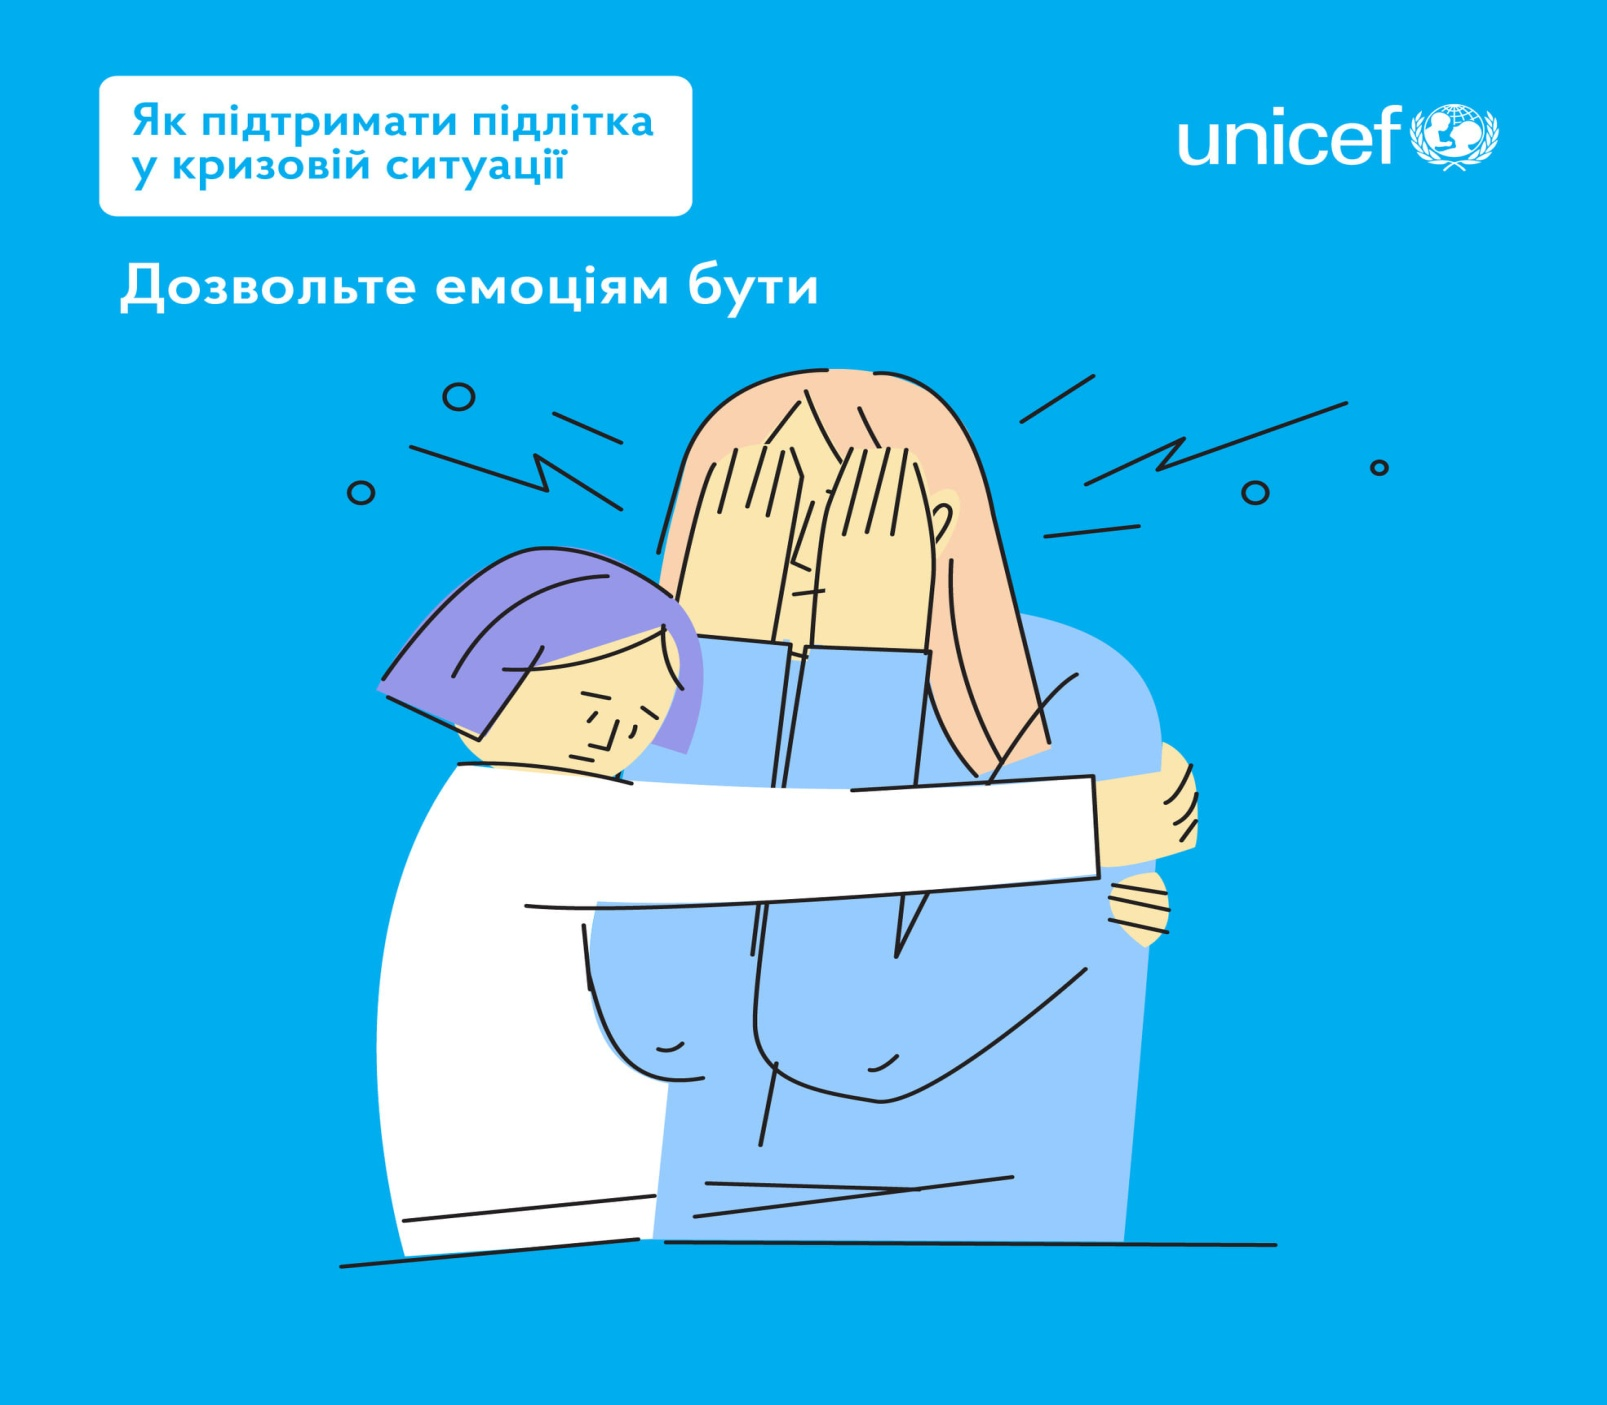 Як підтримати підлітка
у кризовій ситуації
unicef
Дозвольте емоціям бути